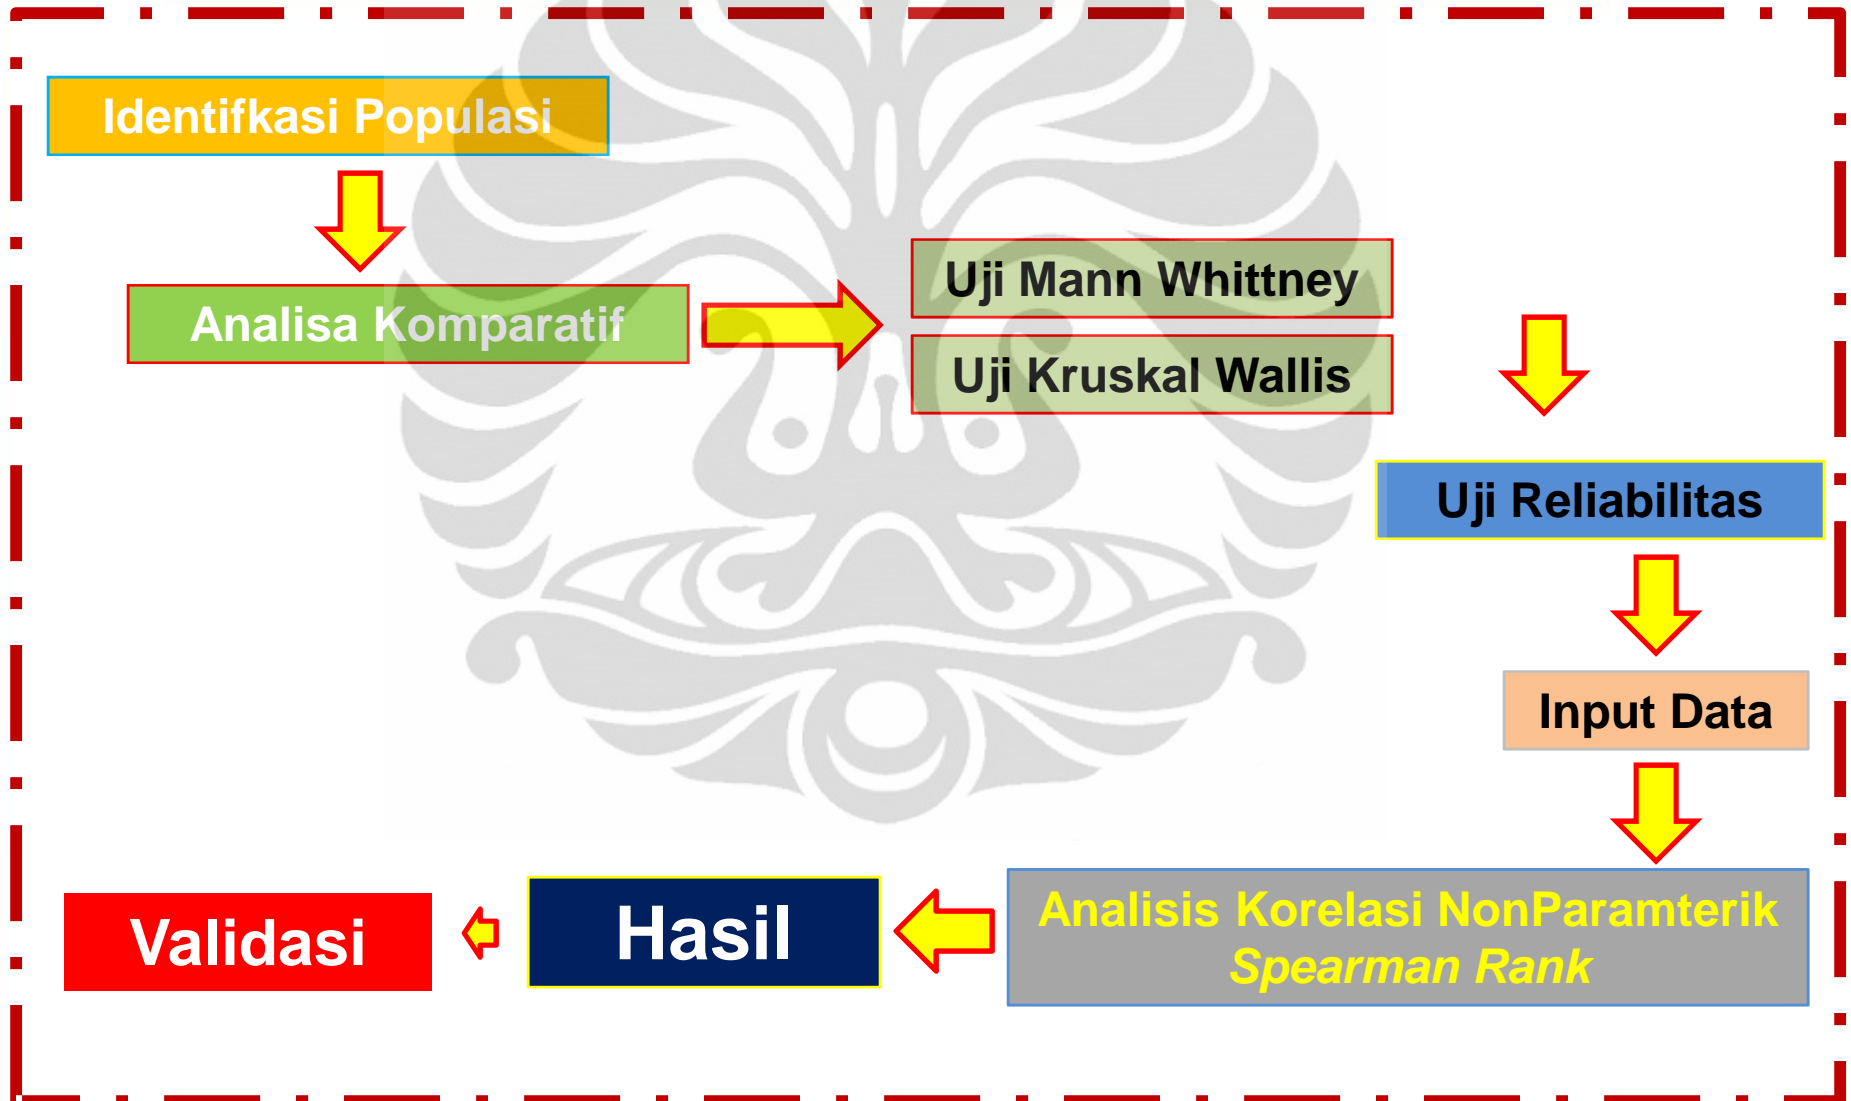 Identifkasi Populasi
Analisa Komparatif
Uji Mann Whittney
Uji Kruskal Wallis
Uji Reliabilitas
Input Data
Analisis Korelasi NonParamterik
Spearman Rank
Hasil
Validasi